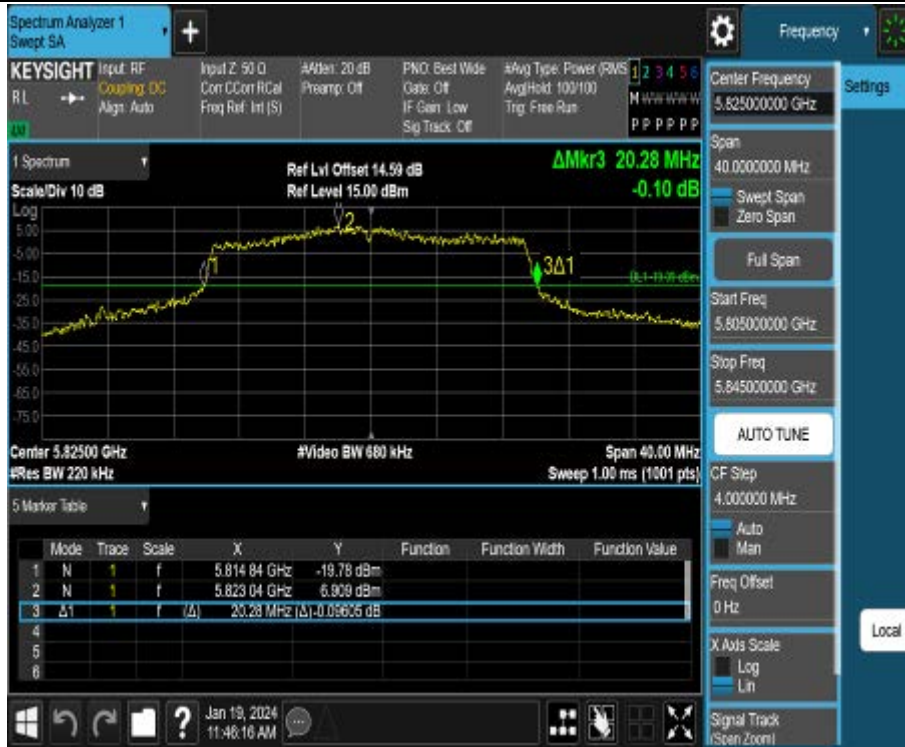 Spectrum Analyzer 1
Swept SA
+
Frequency
KEYSIGHT
RL
Input: RF
Coupling: DC
Align: Auto
Input Z: 50 Ω
Corr CCorr RCal
Freq Ref: Int (S)
#Atten: 20 dB
Preamp: Off
PNO: Best Wide
Gate: Off
IF Gain: Low
Sig Track: Off
#Avg Type: Power (RMS
Avg|Hold: 100/100
Trig: Free Run
1 2 3 4 5 6
M W W W W W
P P P P P P
Center Frequency
5.825000000 GHz
Settings
Span
40.0000000 MHz
Swept Span
Zero Span
Full Span
Start Freq
5.805000000 GHz
Stop Freq
5.845000000 GHz
AUTO TUNE
CF Step
4.000000 MHz
Auto
Man
Freq Offset
0 Hz
X Axis Scale
Log
Lin
Signal Track
(Span Zoom)
Local
1 Spectrum
Scale/Div 10 dB
Log
Ref Lvl Offset 14.59 dB
Ref Level 15.00 dBm
ΔMkr3 20.28 MHz
-0.10 dB
5.00
-5.00
-15.0
-25.0
-35.0
-45.0
-55.0
-65.0
-75.0
1
2
3Δ1
Center 5.82500 GHz
#Res BW 220 kHz
#Video BW 680 kHz
Span 40.00 MHz
Sweep 1.00 ms (1001 pts)
5 Marker Table
Mode Trace Scale X Y Function Function Width Function Value
1 N 1 f 5.814 84 GHz -19.78 dBm
2 N 1 f 5.823 04 GHz 6.909 dBm
3 Δ1 1 f (Δ) 20.28 MHz (Δ) -0.09605 dB
4
5
6
?
Jan 19, 2024
11:46:16 AM